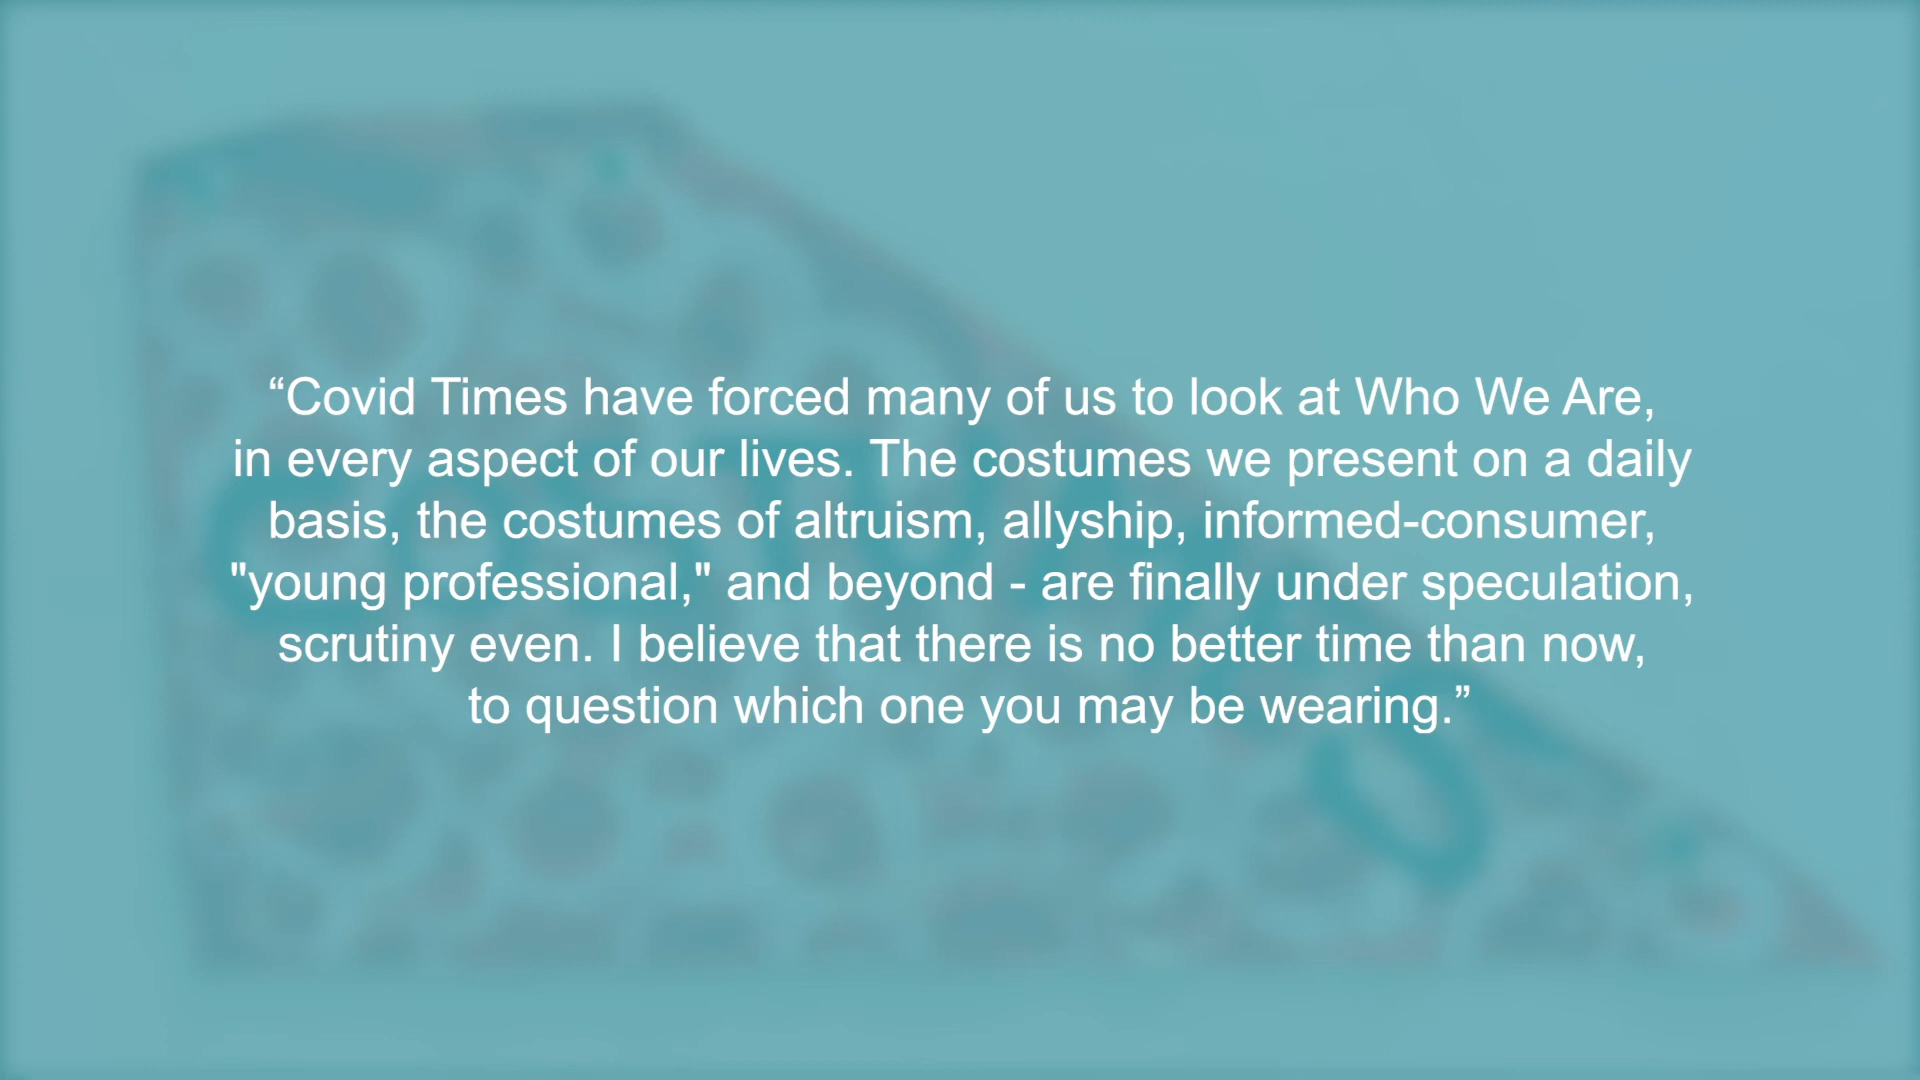 “Covid Times have forced many of us to look at Who We Are,
in every aspect of our lives. The costumes we present on a daily
basis, the costumes of altruism, allyship, informed-consumer,
"young professional," and beyond - are finally under speculation,
scrutiny even. I believe that there is no better time than now,
to question which one you may be wearing.”